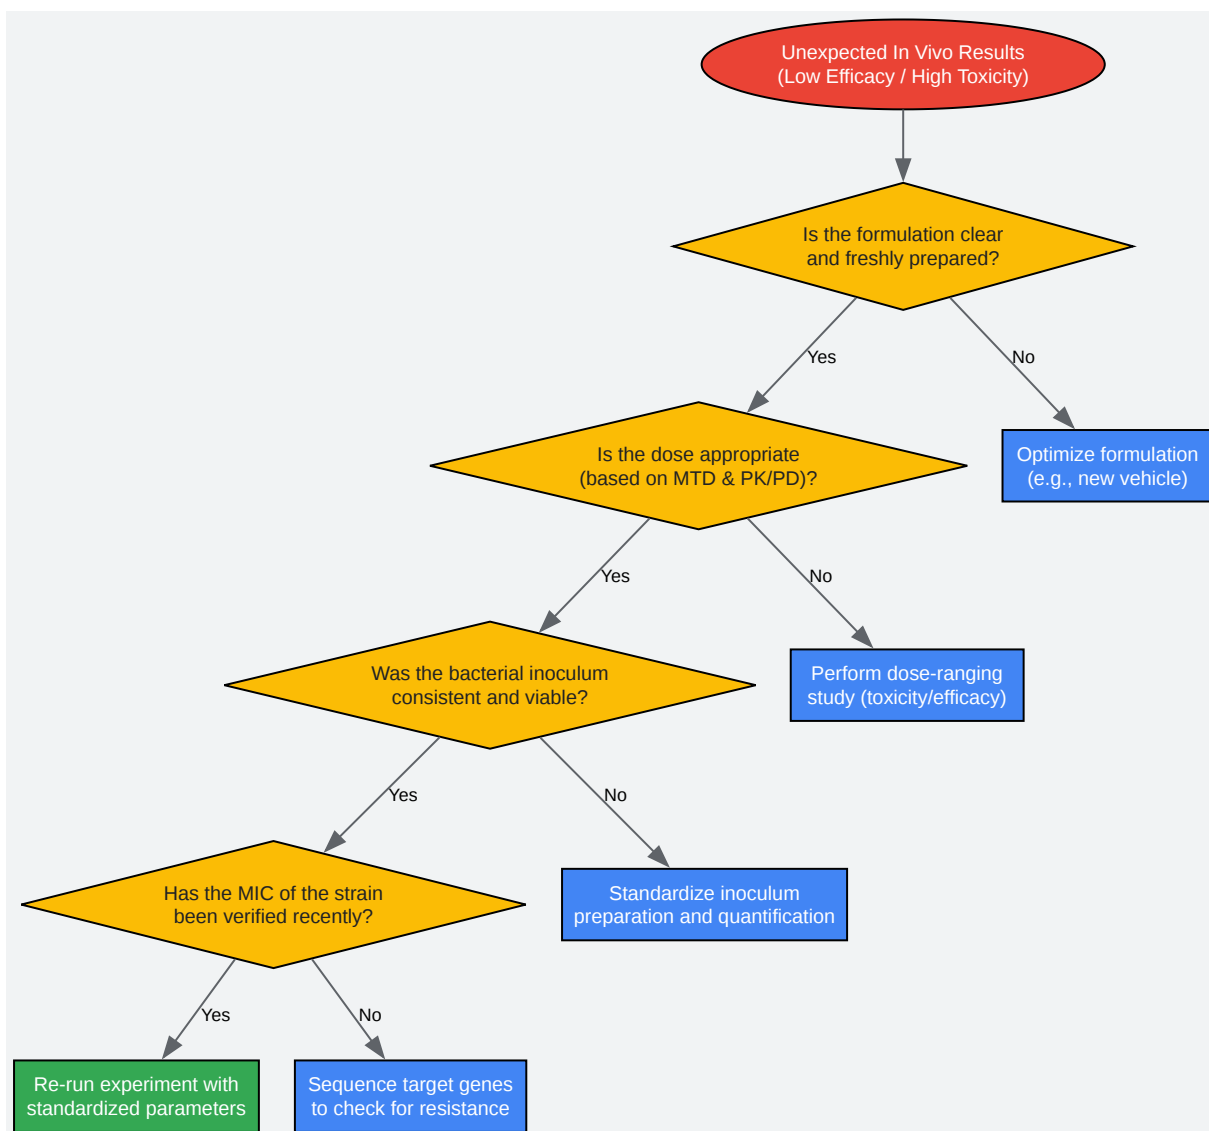 Unexpected In Vivo Results
(Low Efficacy / High Toxicity)
Is the formulation clear
and freshly prepared?
Yes
No
Is the dose appropriate
(based on MTD & PK/PD)?
Optimize formulation
(e.g., new vehicle)
Yes
No
Was the bacterial inoculum
consistent and viable?
Perform dose-ranging
study (toxicity/efficacy)
Yes
No
Has the MIC of the strain
been verified recently?
Standardize inoculum
preparation and quantification
Yes
No
Re-run experiment with
standardized parameters
Sequence target genes
to check for resistance